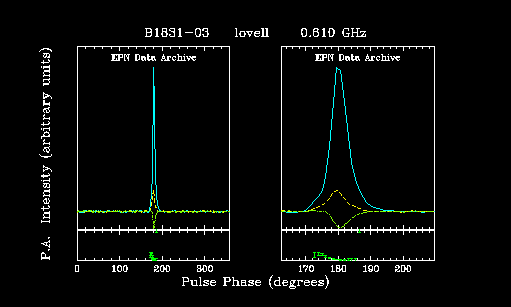 B1831-03 lovell 0.610 GHz
EPN Data Archive EPN Data Archive
P.A. Intensity (arbitrary units)
0 100 200 300 170 180 190 200
Pulse Phase (degrees)